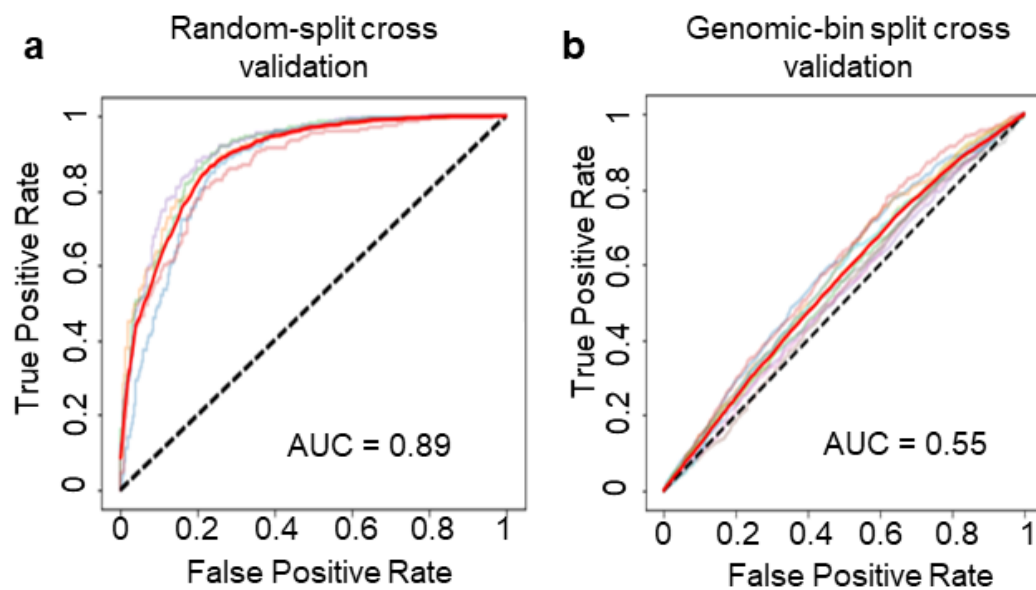 a
Random-split cross
validation
True Positive Rate
1
0.8
0.6
0.4
0.2
0
AUC = 0.89
0 0.2 0.4 0.6 0.8 1
False Positive Rate
b
Genomic-bin split cross
validation
True Positive Rate
1
0.8
0.6
0.4
0.2
0
AUC = 0.55
0 0.2 0.4 0.6 0.8 1
False Positive Rate